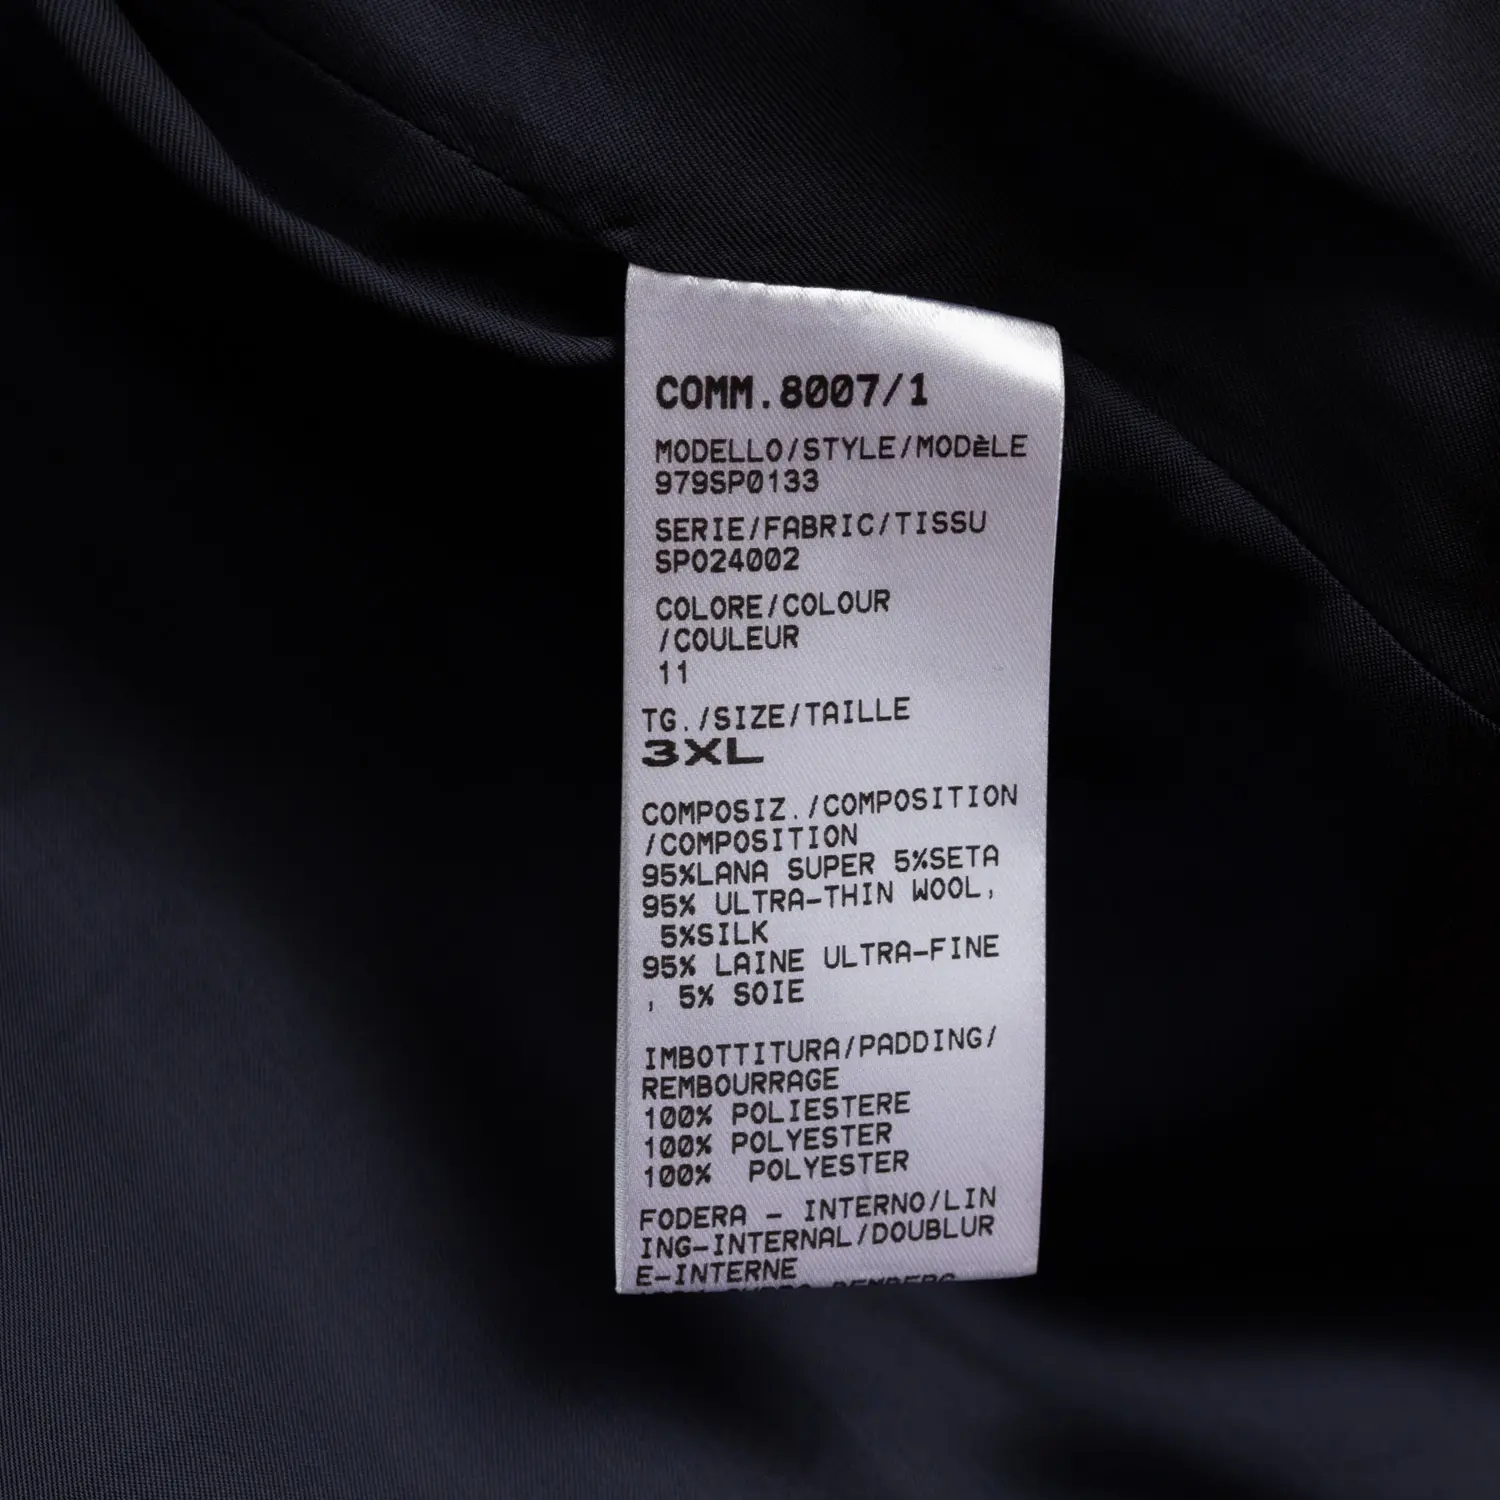 COMM.8007/1
MODELLO/STYLE/MODèLE
979SP0133
SERIE/FABRIC/TISSU
SP024002
COLORE/COLOUR
/COULEUR
11
TG./SIZE/TAILLE
3XL
COMPOSIZ./COMPOSITION
/COMPOSITION
95%LANA SUPER 5%SETA
95% ULTRA-THIN WOOL,
5%SILK
95% LAINE ULTRA-FINE
, 5% SOIE
IMBOTTITURA/PADDING/
REMBOURRAGE
100% POLIESTERE
100% POLYESTER
100% POLYESTER
FODERA - INTERNO/LIN
ING-INTERNAL/DOUBLUR
E-INTERNE